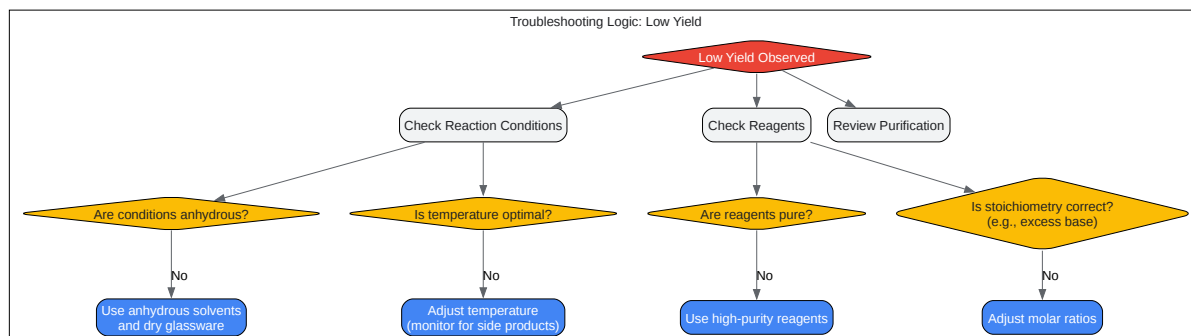 Troubleshooting Logic: Low Yield
Low Yield Observed
Check Reaction Conditions
Check Reagents
Review Purification
Are conditions anhydrous?
Is temperature optimal?
Are reagents pure?
Is stoichiometry correct?
(e.g., excess base)
No
No
No
No
Use anhydrous solvents
and dry glassware
Adjust temperature
(monitor for side products)
Use high-purity reagents
Adjust molar ratios